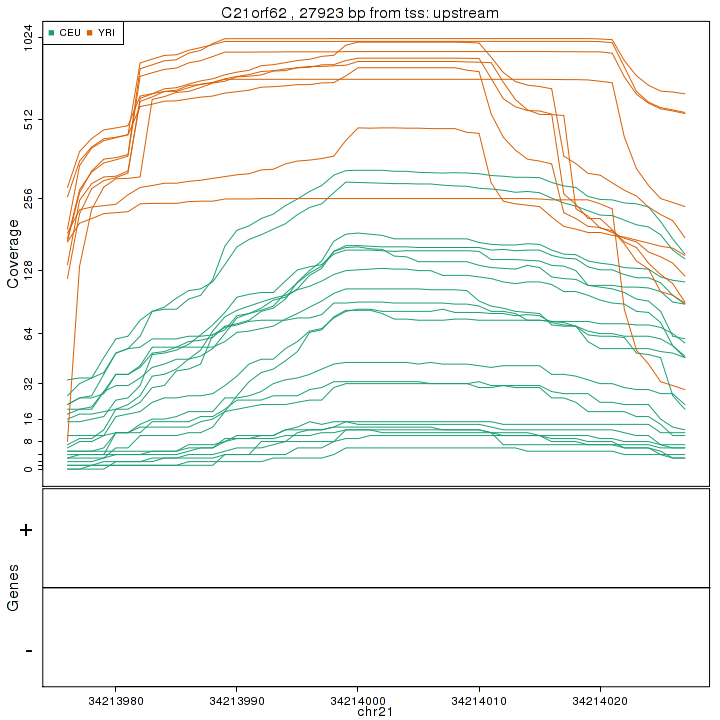 C21orf62 , 27923 bp from tss: upstream
CEU YRI
1024
512
256
128
64
32
16
8
0
Coverage
+
-
Genes
34213980 34213990 34214000 34214010 34214020
chr21